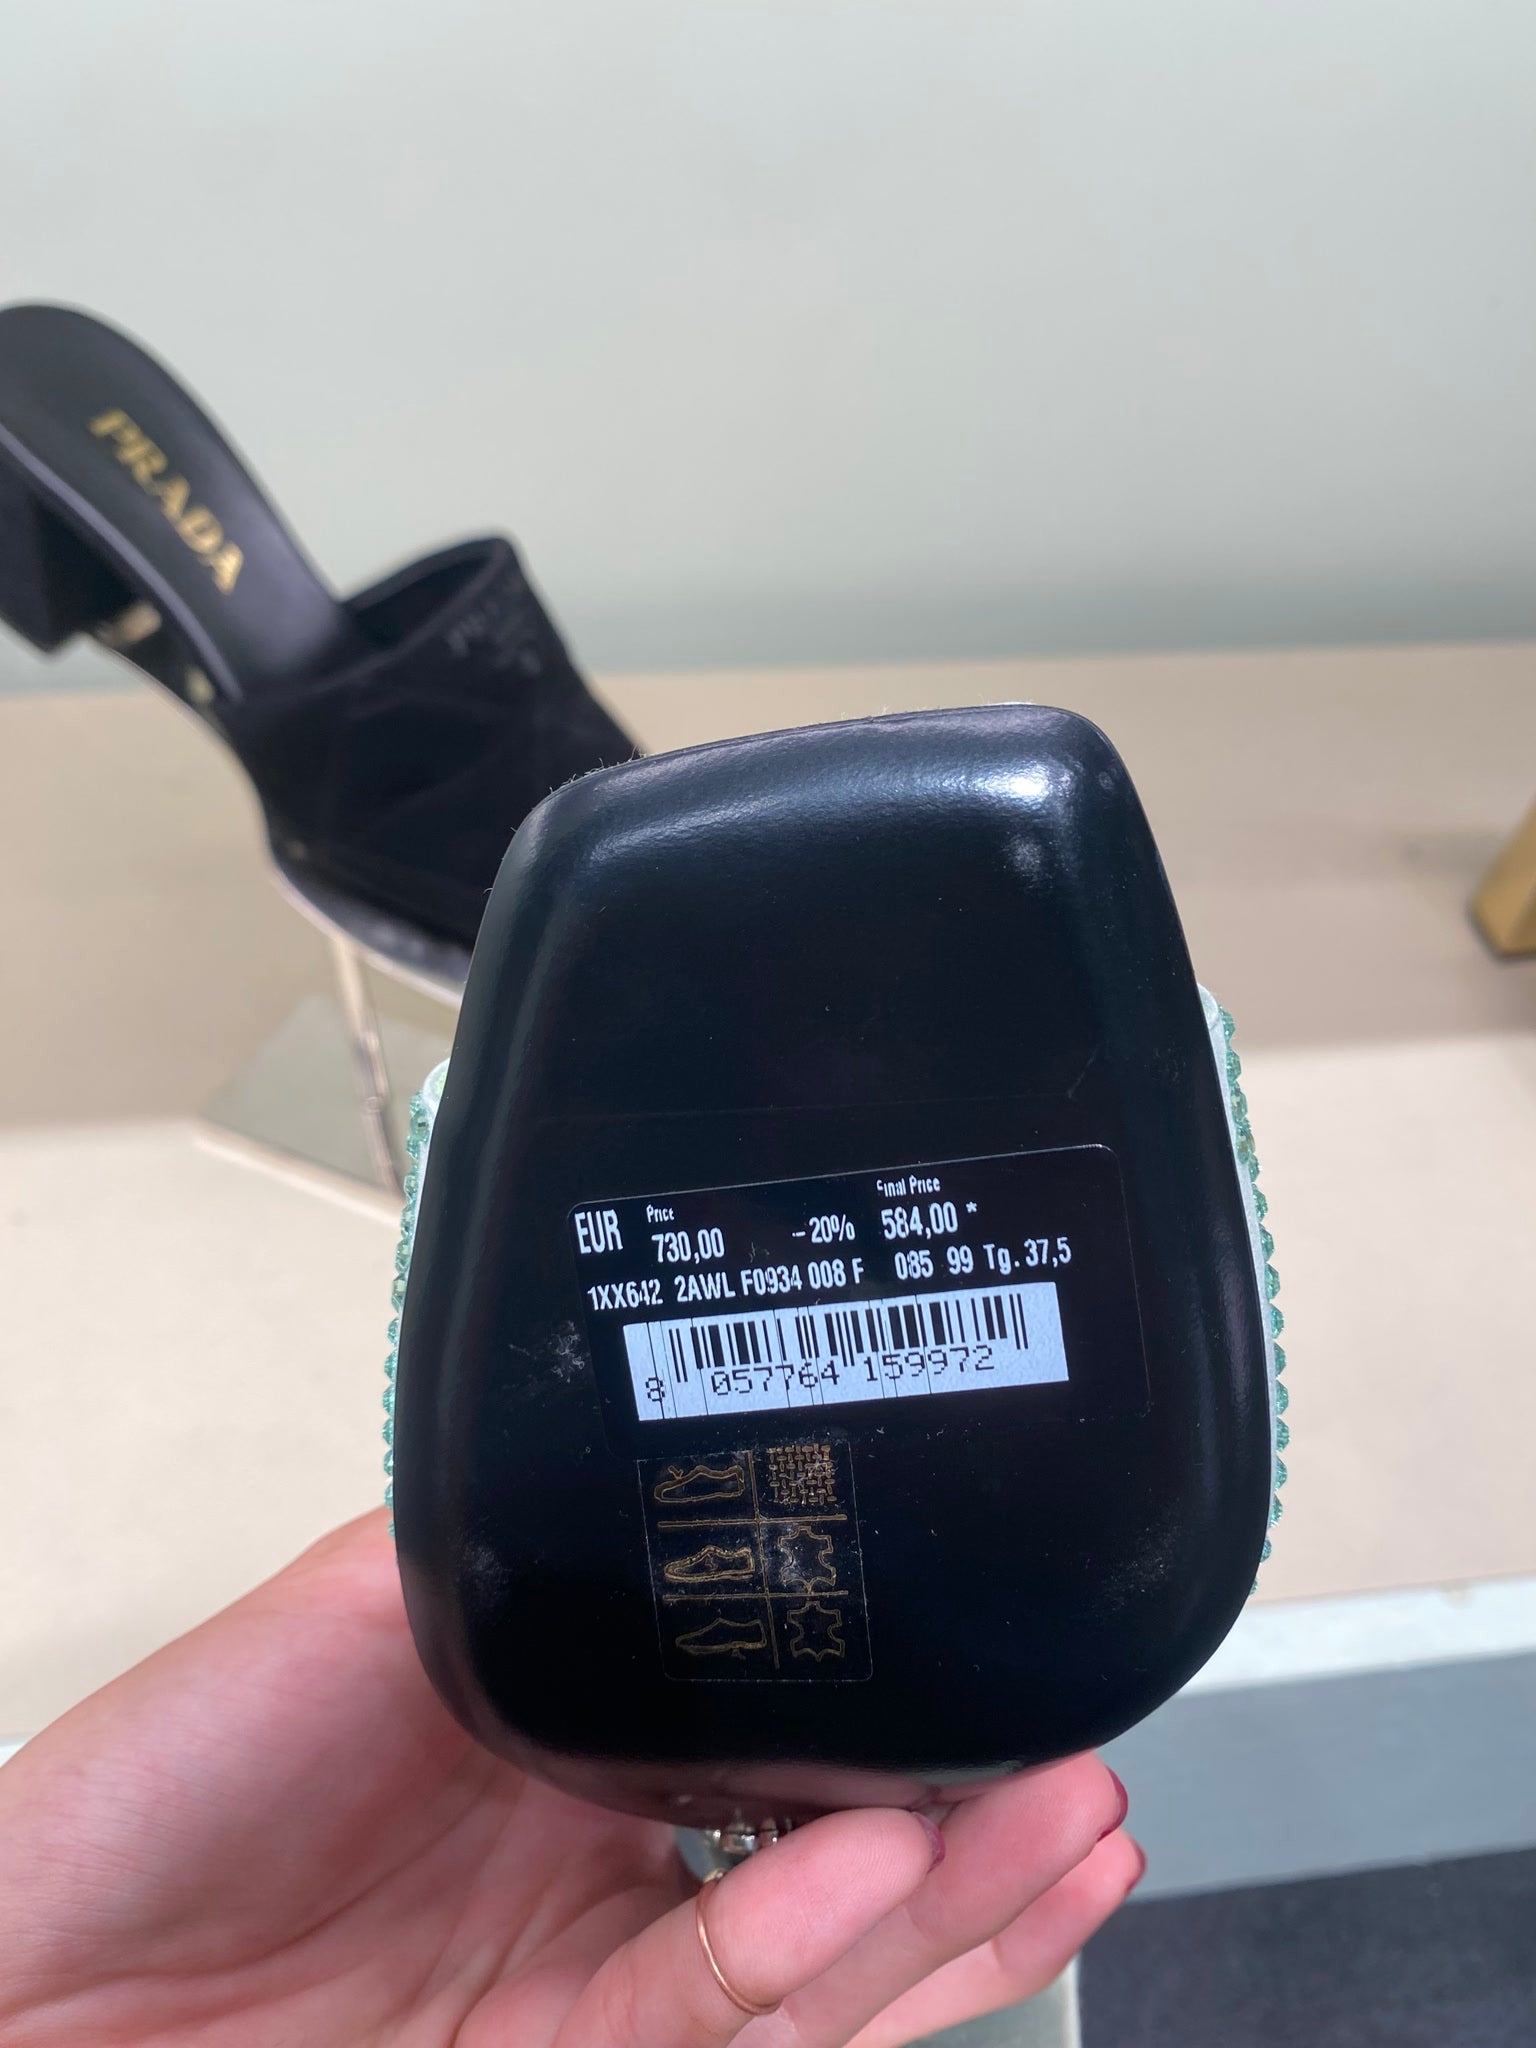 PRADA
Price
Final Price
EUR 730,00 -20% 584,00 *
1XX642 2AWL F0934 008 F 085 99 Tg. 37,5
8 057764 159972